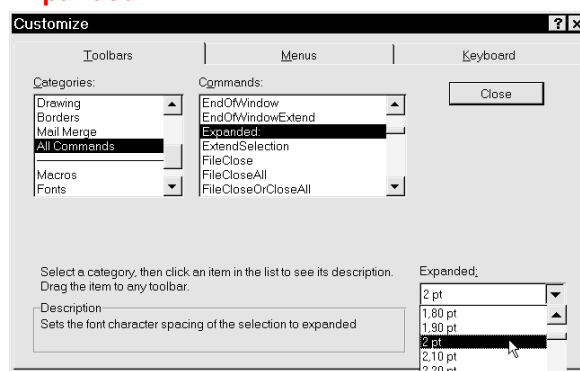 Customize
Toolbars
Menus
Keyboard
Categories:
Drawing
Borders
Mail Merge
All Commands
Macros
Fonts
Commands:
EndOfWindow
EndOfWindowExtend
Expanded:
ExtendSelection
FileClose
FileCloseAll
FileCloseOrCloseAll
Close
Select a category, then click an item in the list to see its description.
Drag the item to any toolbar.
Description
Sets the font character spacing of the selection to expanded
Expanded:
2 pt
1,80 pt
1,90 pt
2 pt
2,10 pt
2,20 pt